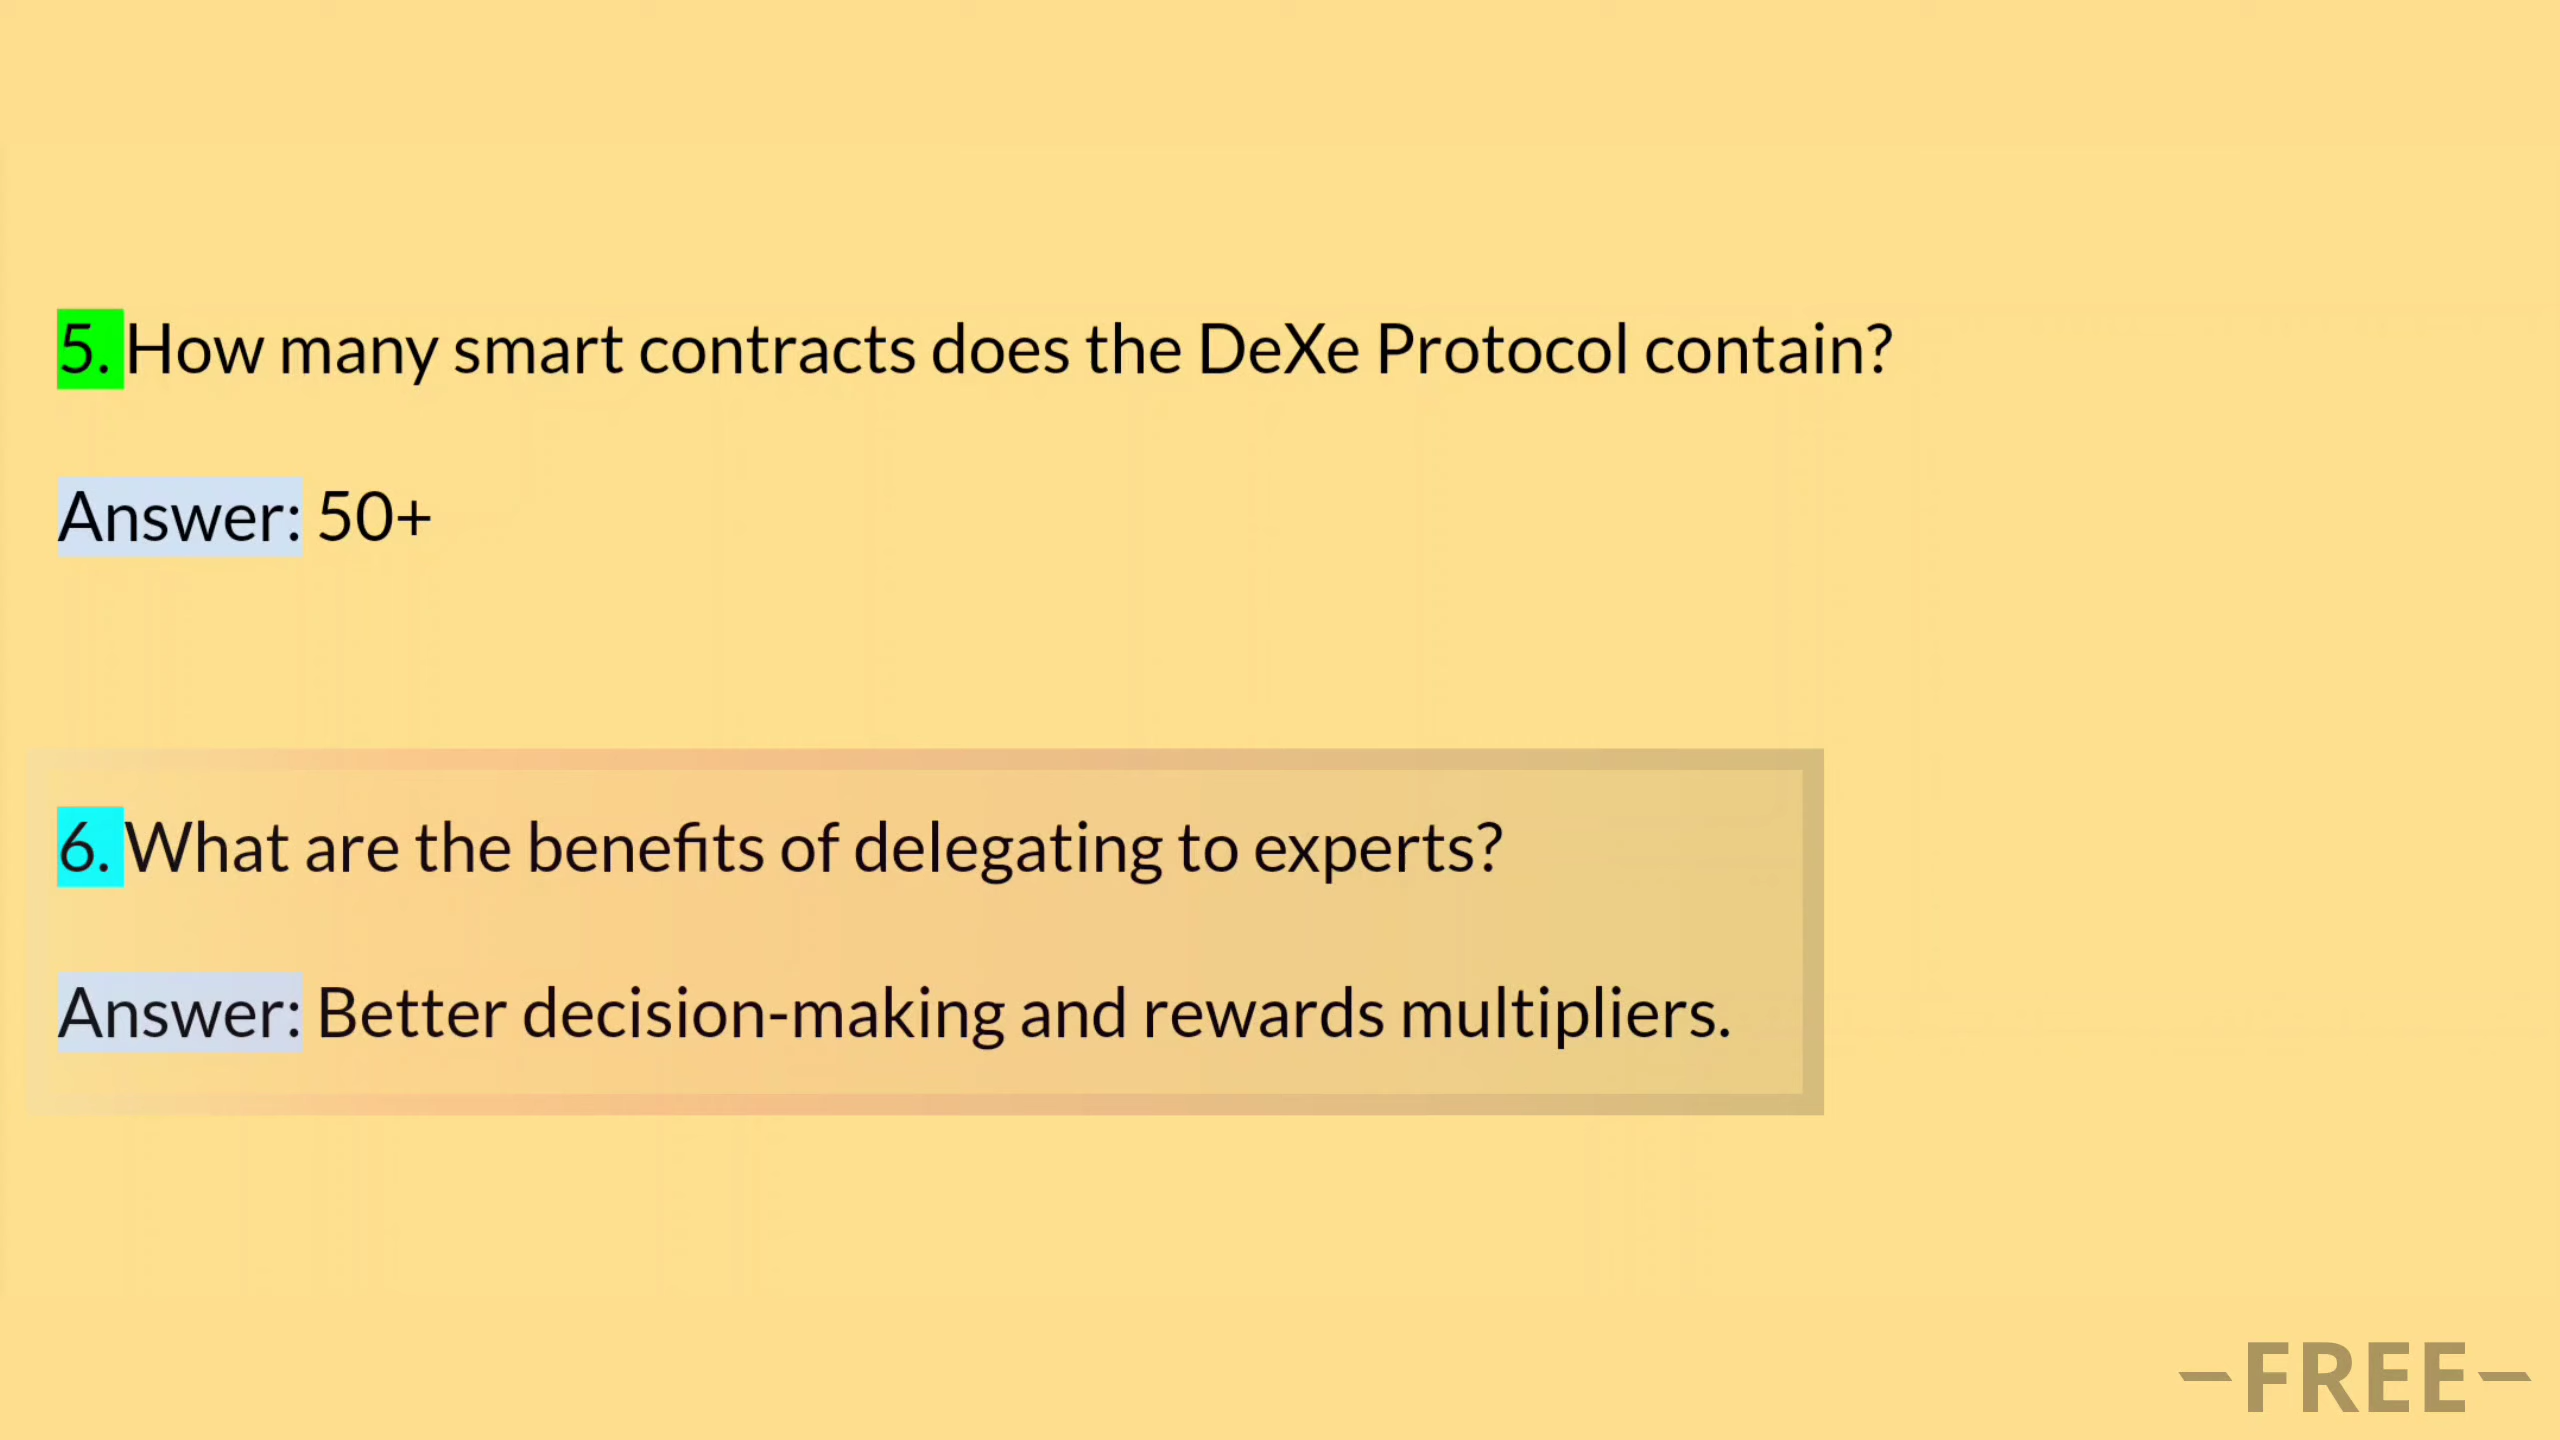 5. How many smart contracts does the DeXe Protocol contain?
Answer: 50+
6. What are the benefits of delegating to experts?
Answer: Better decision-making and rewards multipliers.
–FREE–